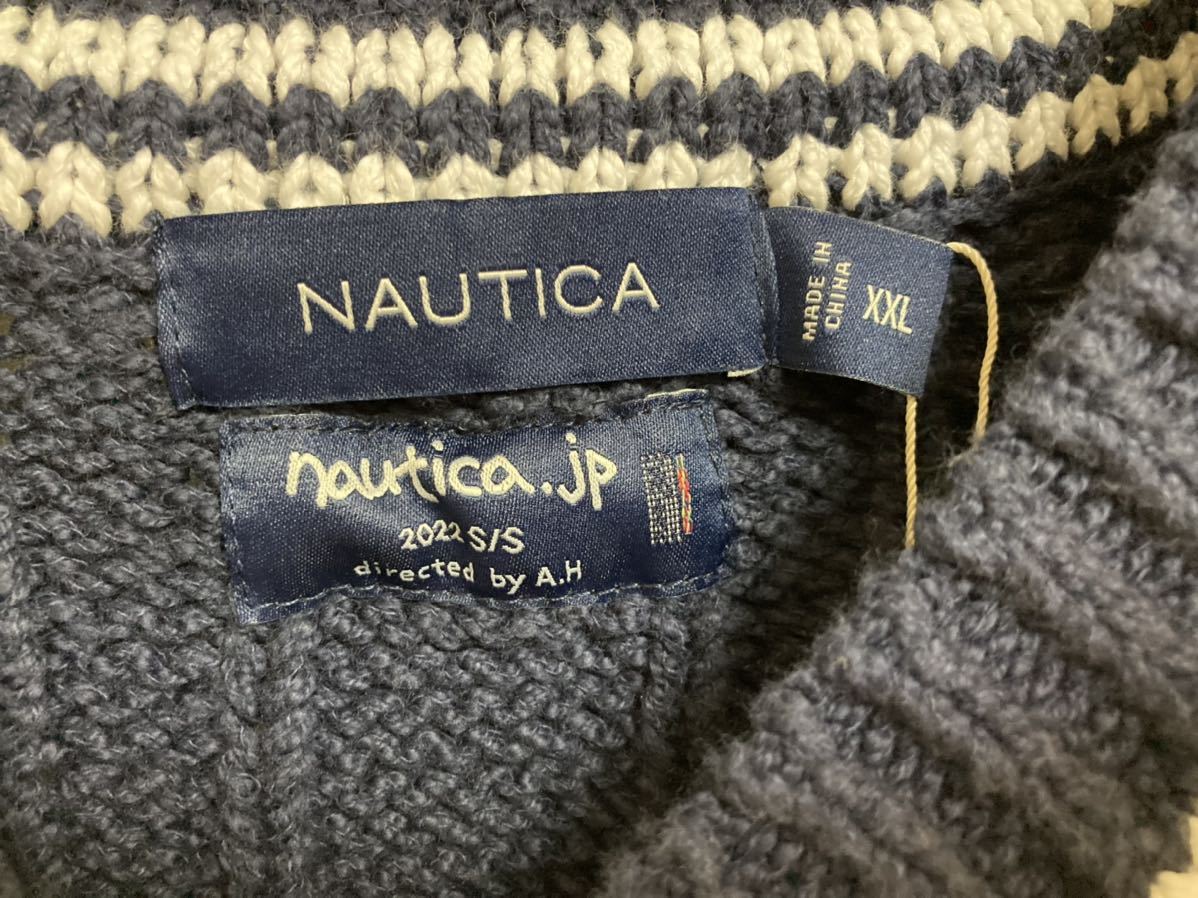 NAUTICA
MADE IN
CHINA
XXL
nautica.jp
2022 S/S
directed by A.H